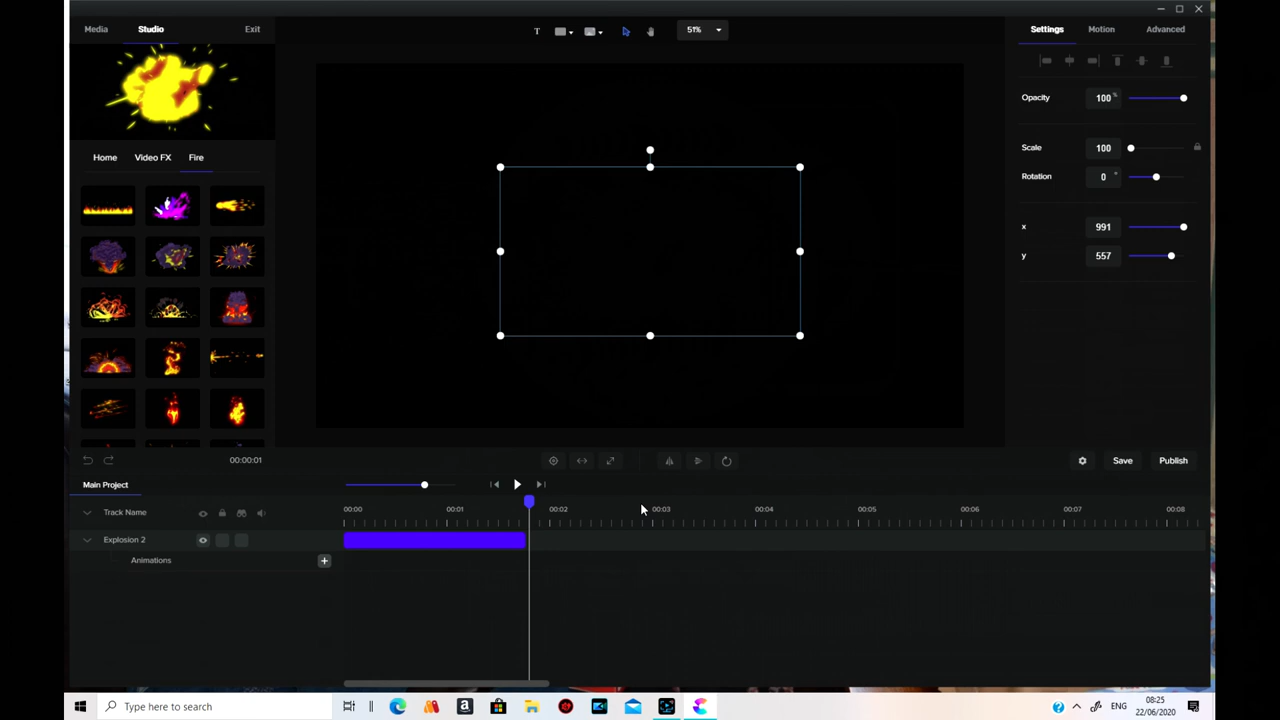 Media Studio Exit
T 51%
Settings Motion Advanced
Opacity 100 %
Scale 100
Rotation 0 °
x 991
y 557
Home Video FX Fire
00:00:01
Save Publish
Main Project
Track Name
00:00 00:01 00:02 00:03 00:04 00:05 00:06 00:07 00:08
Explosion 2
Animations
Type here to search
ENG
08:25
22/06/2020